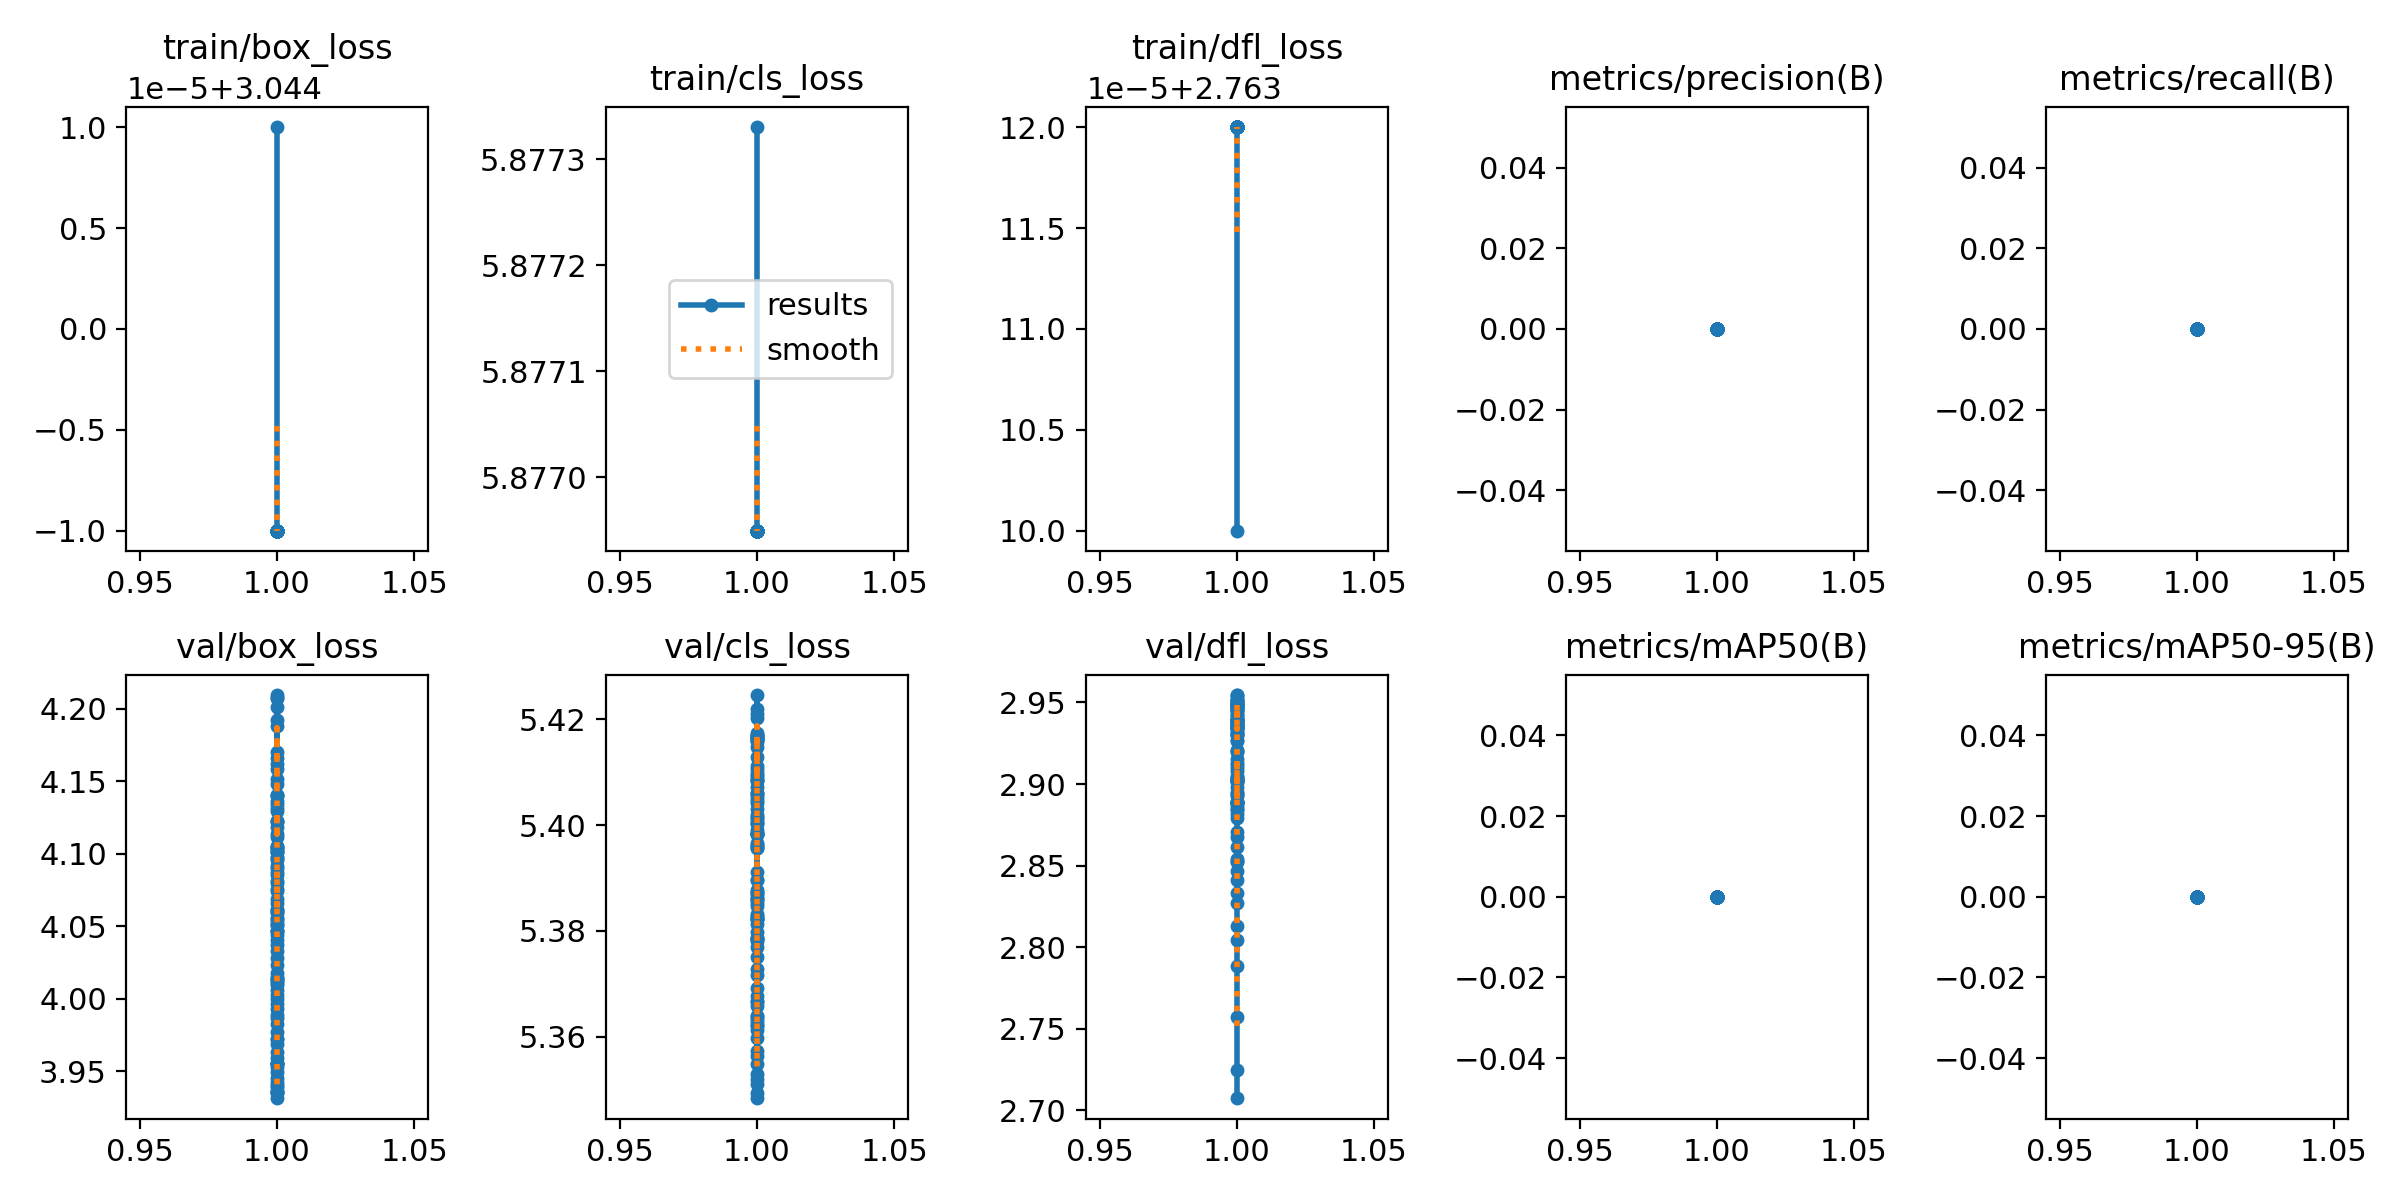 train/box_loss
1e−5+3.044
1.0
0.5
0.0
−0.5
−1.0
0.95 1.00 1.05
train/cls_loss
5.8773
5.8772
5.8771
5.8770
results
smooth
0.95 1.00 1.05
train/dfl_loss
1e−5+2.763
12.0
11.5
11.0
10.5
10.0
0.95 1.00 1.05
metrics/precision(B)
0.04
0.02
0.00
−0.02
−0.04
0.95 1.00 1.05
metrics/recall(B)
0.04
0.02
0.00
−0.02
−0.04
0.95 1.00 1.05
val/box_loss
4.20
4.15
4.10
4.05
4.00
3.95
0.95 1.00 1.05
val/cls_loss
5.42
5.40
5.38
5.36
0.95 1.00 1.05
val/dfl_loss
2.95
2.90
2.85
2.80
2.75
2.70
0.95 1.00 1.05
metrics/mAP50(B)
0.04
0.02
0.00
−0.02
−0.04
0.95 1.00 1.05
metrics/mAP50-95(B)
0.04
0.02
0.00
−0.02
−0.04
0.95 1.00 1.05